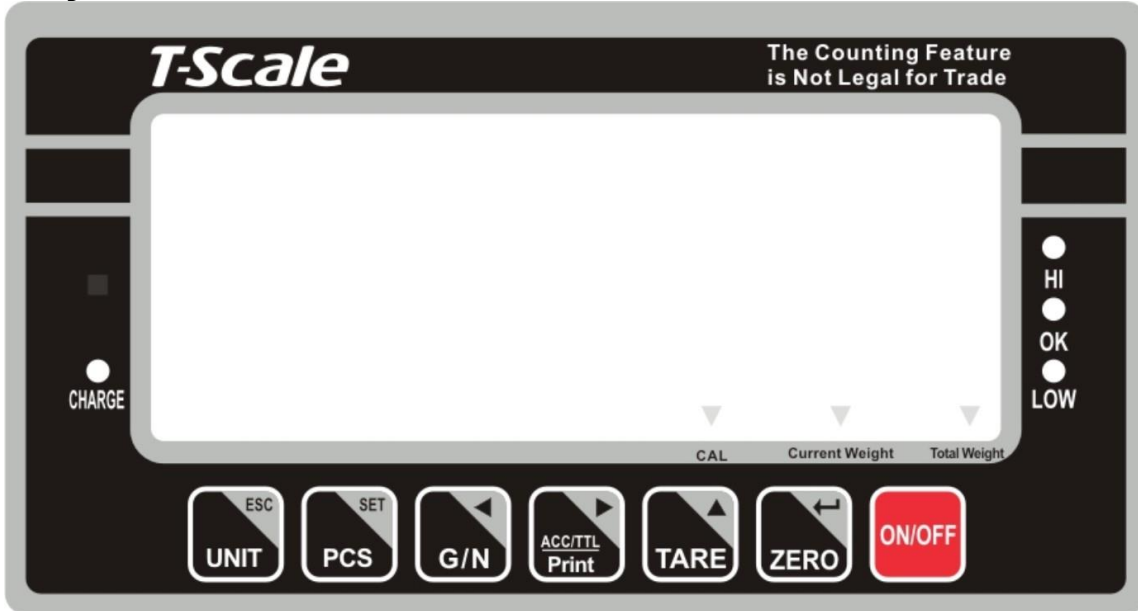 T-Scale
The Counting Feature
is Not Legal for Trade
HI
OK
LOW
CHARGE
CAL
Current Weight
Total Weight
ESC
UNIT
SET
PCS
G/N
ACC/TTL
Print
TARE
ZERO
ON/OFF